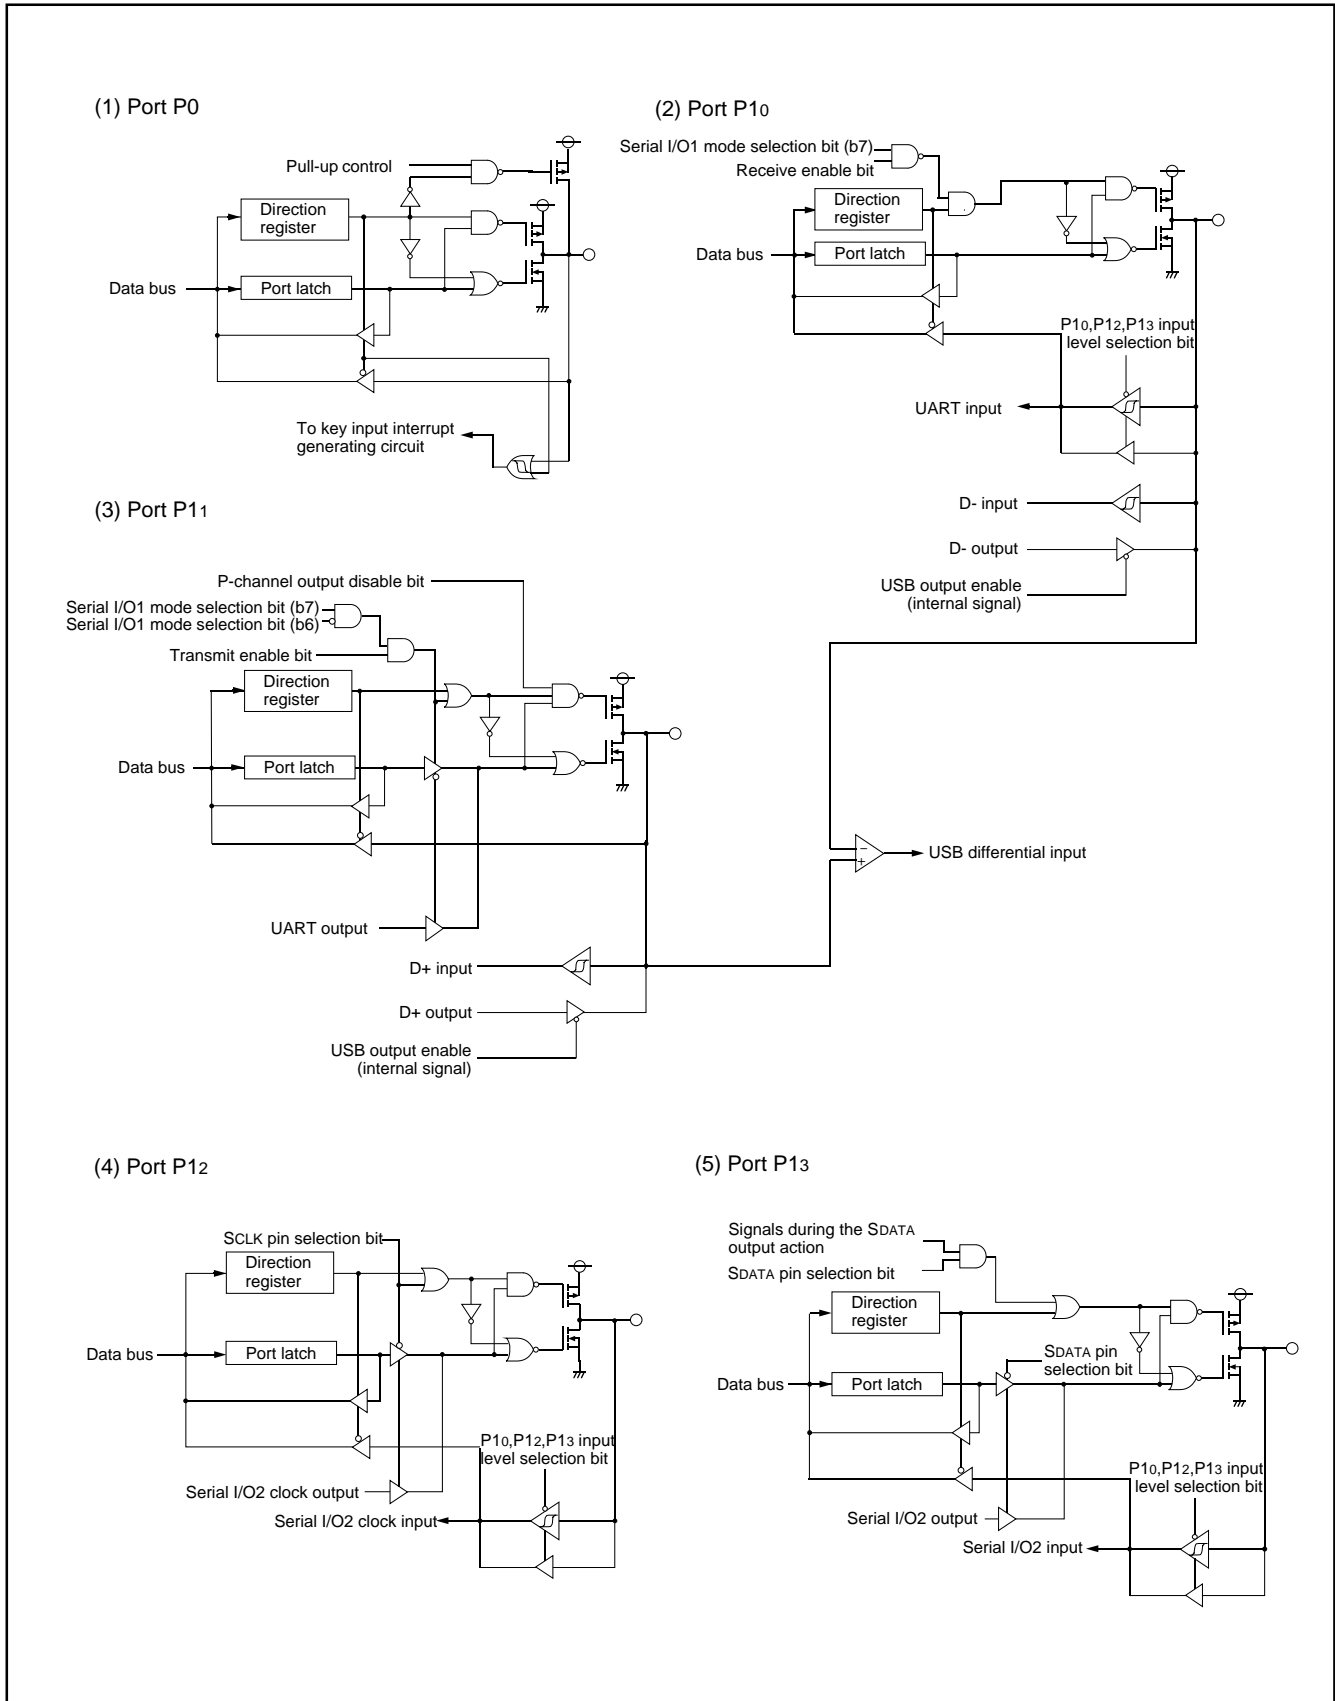 (1) Port P0
Pull-up control
Direction
register
Data bus
Port latch
To key input interrupt
generating circuit
(2) Port P10
Serial I/O1 mode selection bit (b7)
Receive enable bit
Direction
register
Data bus
Port latch
P10,P12,P13 input
level selection bit
UART input
D- input
D- output
USB output enable
(internal signal)
(3) Port P11
P-channel output disable bit
Serial I/O1 mode selection bit (b7)
Serial I/O1 mode selection bit (b6)
Transmit enable bit
Direction
register
Data bus
Port latch
UART output
D+ input
D+ output
USB output enable
(internal signal)
−
+
USB differential input
(4) Port P12
SCLK pin selection bit
Direction
register
Data bus
Port latch
P10,P12,P13 input
level selection bit
Serial I/O2 clock output
Serial I/O2 clock input
(5) Port P13
Signals during the SDATA
output action
SDATA pin selection bit
Direction
register
SDATA pin
selection bit
Data bus
Port latch
P10,P12,P13 input
level selection bit
Serial I/O2 output
Serial I/O2 input